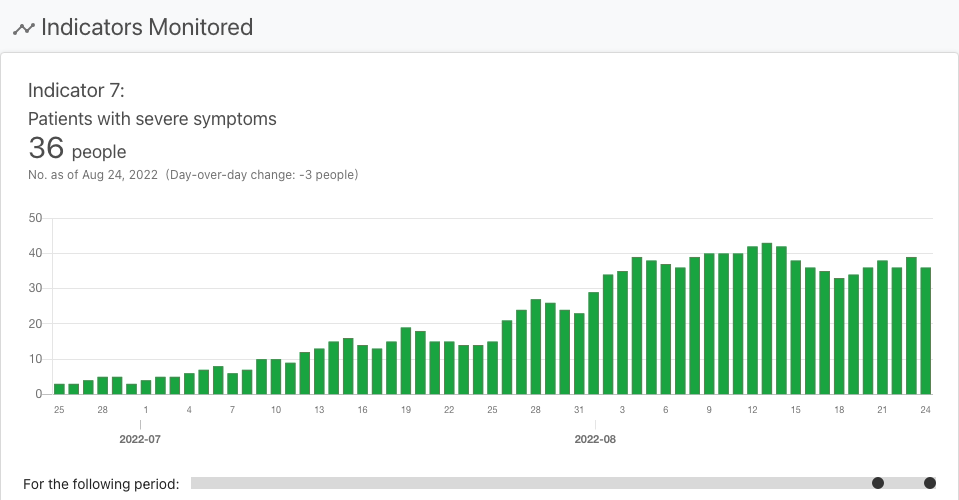 Indicators Monitored
Indicator 7:
Patients with severe symptoms
36 people
No. as of Aug 24, 2022 (Day-over-day change: -3 people)
50
40
30
20
10
0
25 28 1 4 7 10 13 16 19 22 25 28 31 3 6 9 12 15 18 21 24
2022-07 2022-08
For the following period: